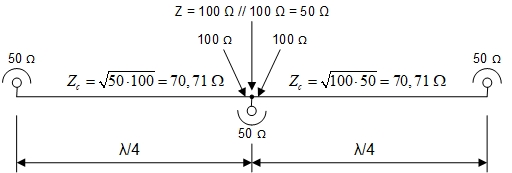 Z = 100 Ω // 100 Ω = 50 Ω
100 Ω 100 Ω
50 Ω Z_c = √(50·100) = 70,71 Ω Z_c = √(100·50) = 70,71 Ω 50 Ω
50 Ω
λ/4 λ/4